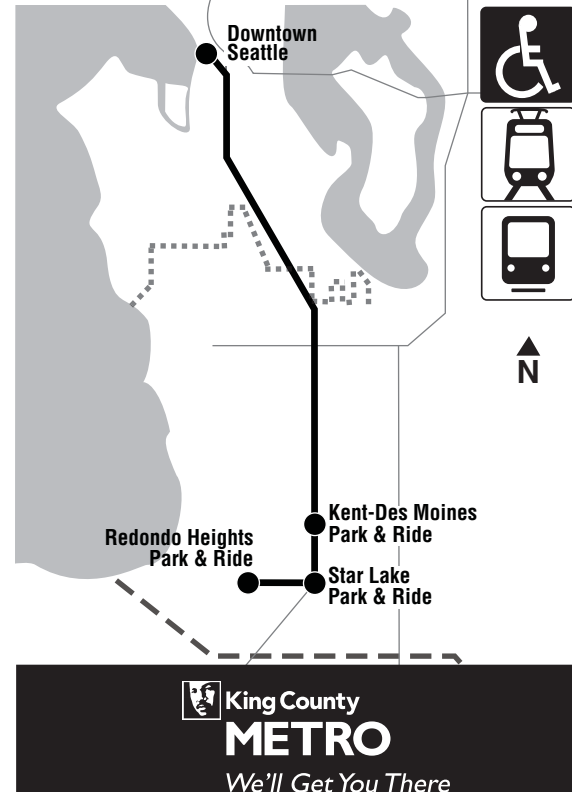 Downtown
Seattle
N
Kent-Des Moines
Park & Ride
Redondo Heights
Park & Ride
Star Lake
Park & Ride
King County
METRO
We'll Get You There